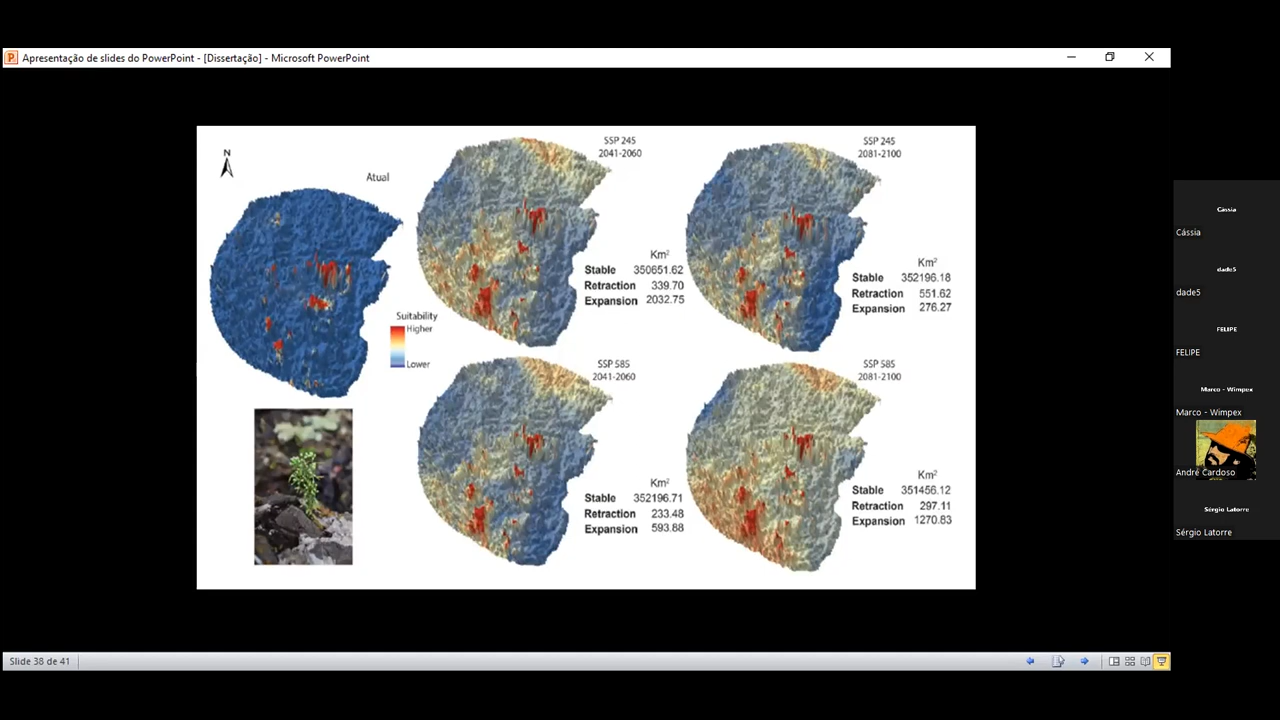 Apresentação de slides do PowerPoint - [Dissertação] - Microsoft PowerPoint
N
Atual
SSP 245
2041-2060
Km²
Stable 350651.62
Retraction 339.70
Expansion 2032.75
SSP 245
2081-2100
Km²
Stable 352196.18
Retraction 551.62
Expansion 276.27
Suitability
Higher
Lower
SSP 585
2041-2060
Km²
Stable 352196.71
Retraction 233.48
Expansion 593.88
SSP 585
2081-2100
Km²
Stable 351456.12
Retraction 297.11
Expansion 1270.83
Cássia
Cássia
dade5
dade5
FELIPE
FELIPE
Marco - Wimpex
Marco - Wimpex
André Cardoso
Sérgio Latorre
Sérgio Latorre
Slide 38 de 41